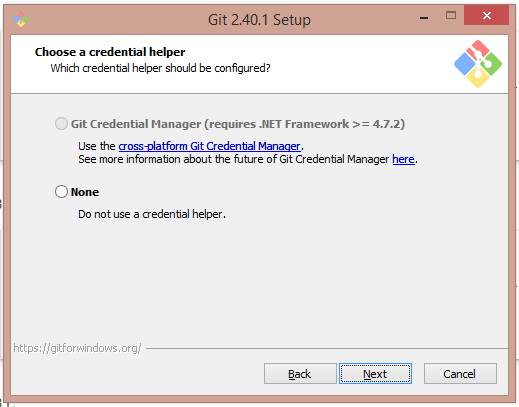 Git 2.40.1 Setup
Choose a credential helper
Which credential helper should be configured?
Git Credential Manager (requires .NET Framework >= 4.7.2)
Use the cross-platform Git Credential Manager.
See more information about the future of Git Credential Manager here.
None
Do not use a credential helper.
https://gitforwindows.org/
Back
Next
Cancel